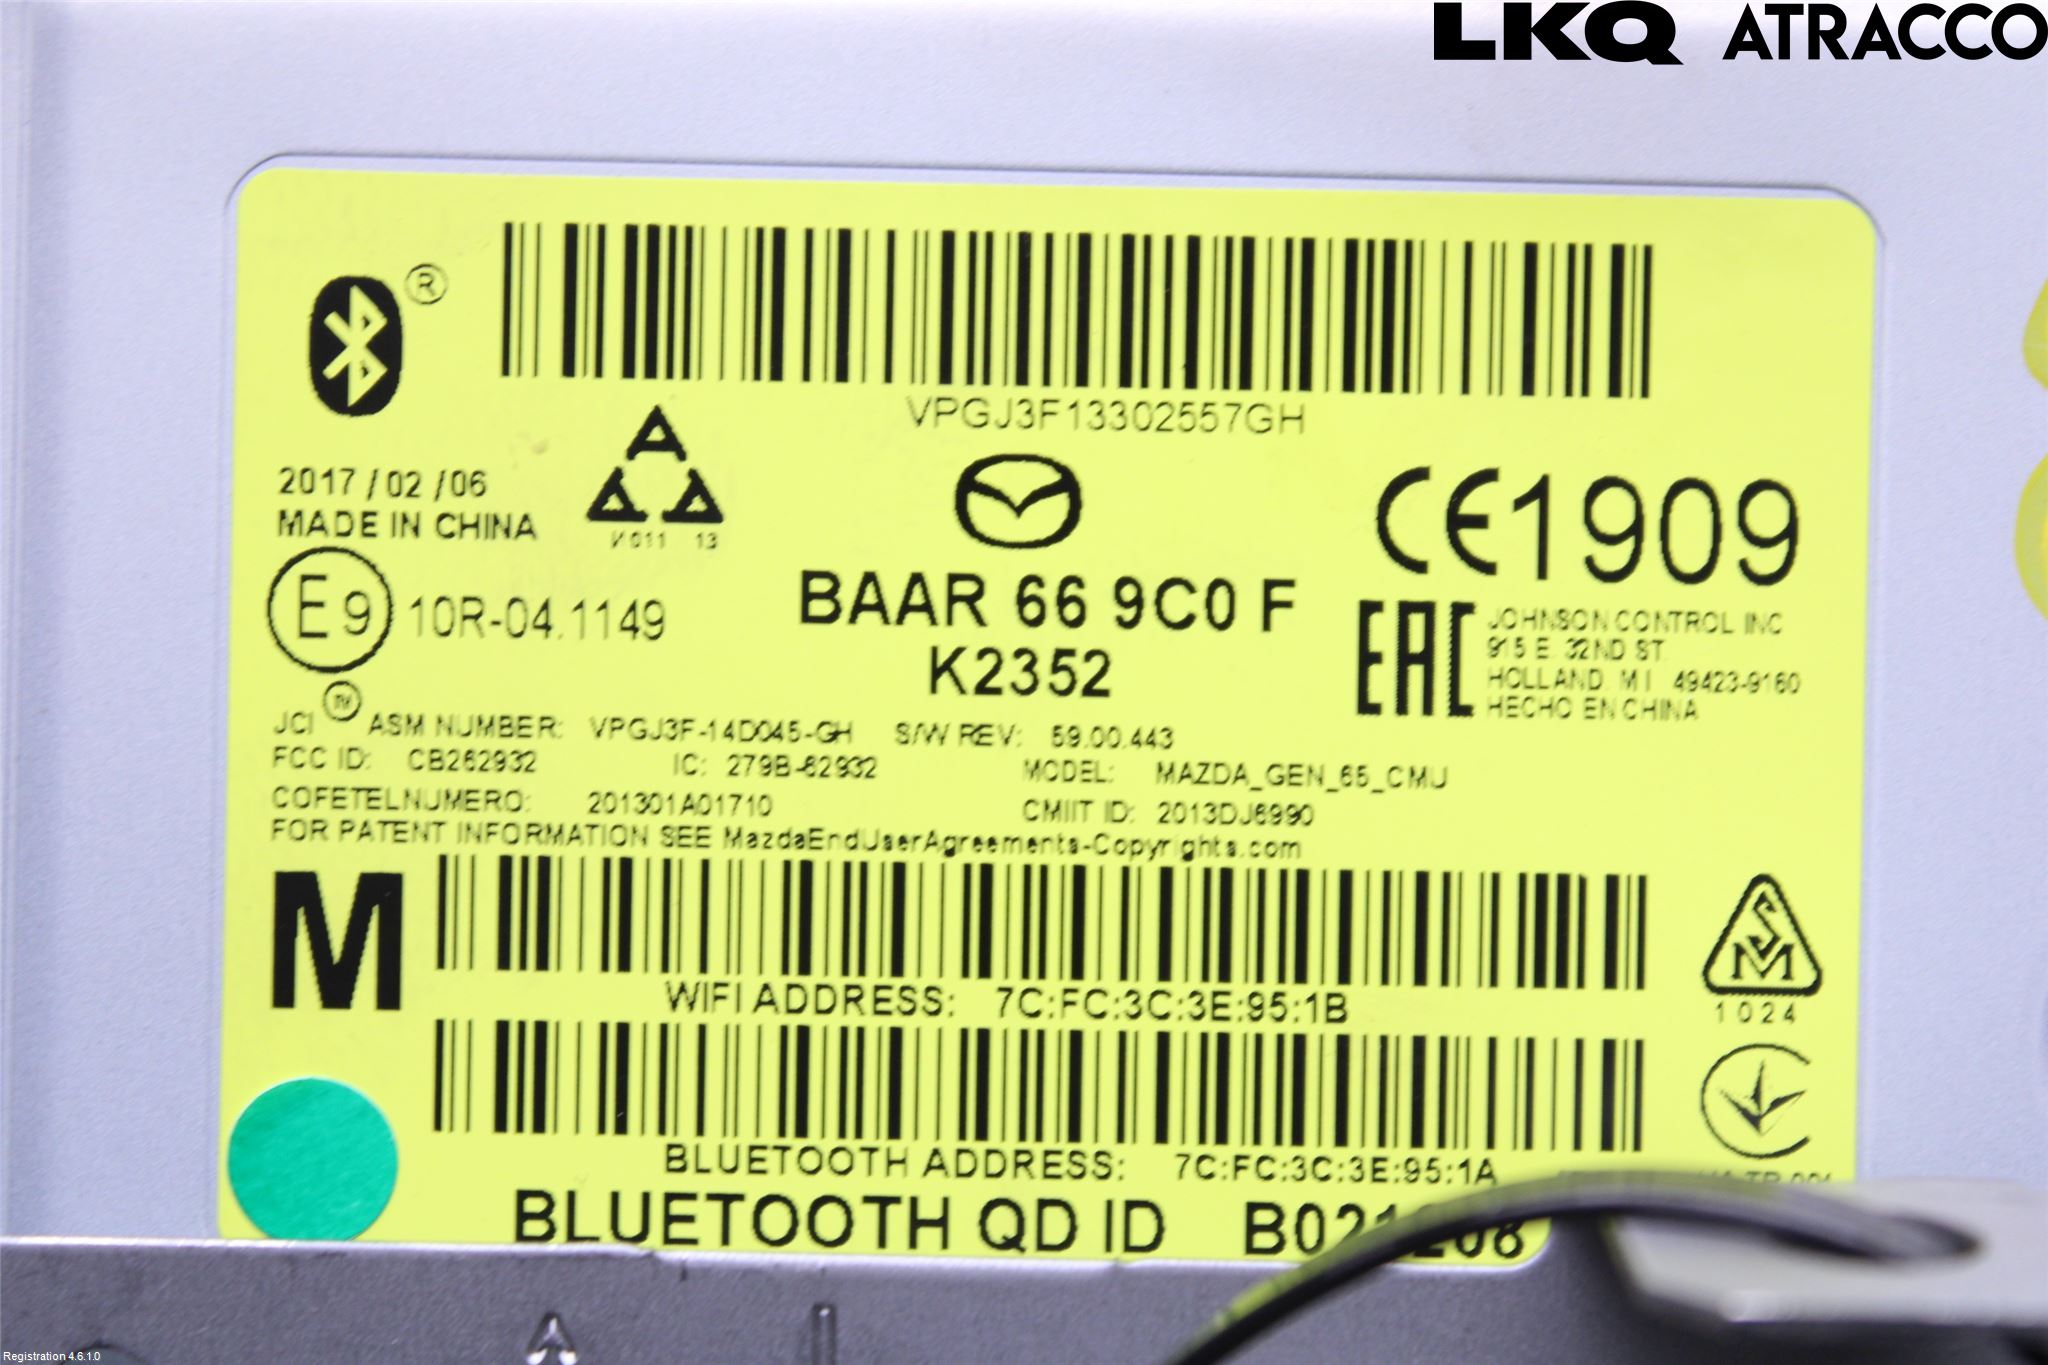 LKQ ATRACCO
®
VPGJ3F13302557GH
2017/02/06
MADE IN CHINA
13
CE1909
BAAR 66 9C0 F
K2352
E9 10R-04.1149
EAC
JOHNSON CONTROL INC
915 E. 32ND ST.
HOLLAND. MI 49423-9160
HECHO EN CHINA
JCI ™ ASM NUMBER: VPGJ3F-14D045-GH S/W REV: 59.00.443
FCC ID: CB262932 IC: 279B-62932 MODEL: MAZDA_GEN_65_CMU
COFETELNUMERO: 201301A01710 CMIIT ID: 2013DJ6990
FOR PATENT INFORMATION SEE MazdaEndUserAgreements-Copyrights.com
M
WIFI ADDRESS: 7C:FC:3C:3E:95:1B
SM
1024
BLUETOOTH ADDRESS: 7C:FC:3C:3E:95:1A
BLUETOOTH QD ID
Registration 4.6.1.0